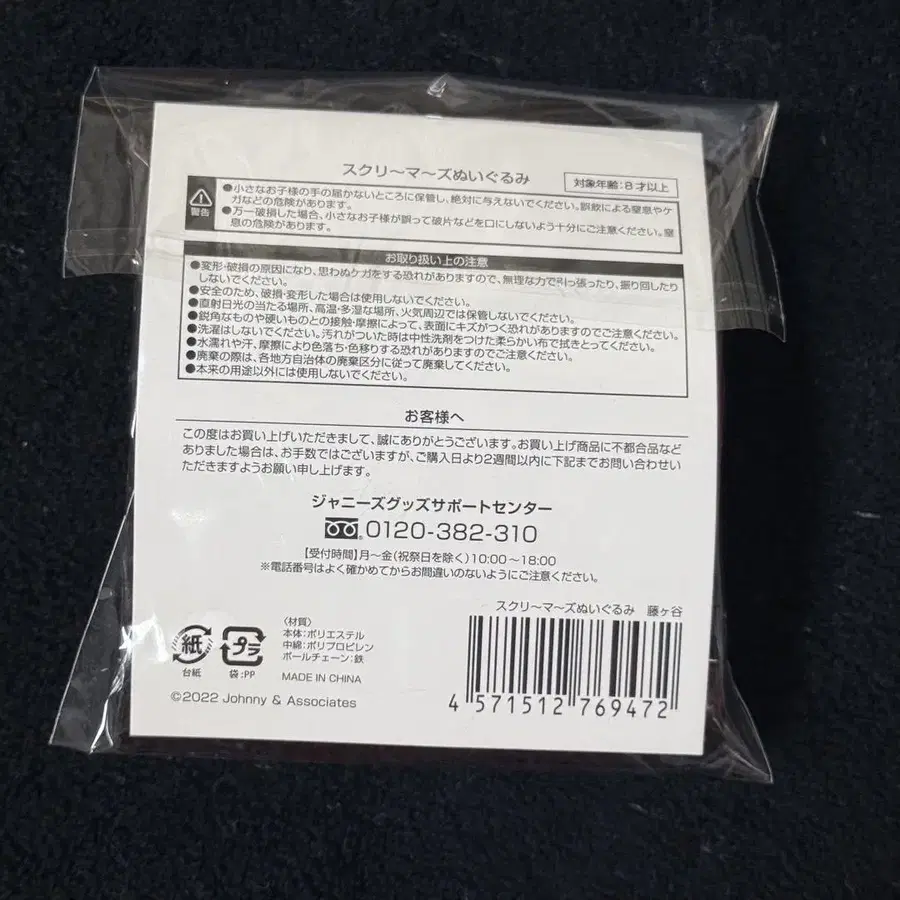 スクリ〜マ〜ズぬいぐるみ
対象年齢:8才以上
警告
●小さなお子様の手の届かないところに保管し、絶対に与えないでください。誤飲による窒息やケ
ガなどの危険があります。
●万一破損した場合、小さなお子様が誤って破片などを口にしないよう十分にご注意ください。窒
息の危険があります。
お取り扱い上の注意
●変形・破損の原因になり、思わぬケガをする恐れがありますので、無理な力で引っ張ったり、振り回したり
しないでください。
●安全のため、破損・変形した場合は使用しないでください。
●直射日光の当たる場所、高温・多湿な場所、火気周辺では保管しないでください。
●鋭角なものや硬いものとの接触・摩擦によって、表面にキズがつく恐れがありますのでご注意ください。
●洗濯はしないでください。汚れがついた時は中性洗剤をつけた柔らかい布で拭きとってください。
●水濡れや汗、摩擦により色落ち・色移りする恐れがありますのでご注意ください。
●廃棄の際は、各地方自治体の廃棄区分に従って廃棄してください。
●本来の用途以外には使用しないでください。
お客様へ
この度はお買い上げいただきまして、誠にありがとうございます。お買い上げ商品に不都合品など
ありました場合は、お手数ではございますが、ご購入日より2週間以内に下記までお問い合わせい
ただきますようお願い申し上げます。
ジャニーズグッズサポートセンター
0120-382-310
【受付時間】月〜金(祝祭日を除く)10:00〜18:00
※電話番号はよく確かめてからお間違いのないようにご注意ください。
スクリ〜マ〜ズぬいぐるみ 藤ヶ谷
紙
台紙
プラ
袋:PP
〈材質〉
本体:ポリエステル
中綿:ポリプロピレン
ボールチェーン:鉄
MADE IN CHINA
©2022 Johnny & Associates
4 571512 769472